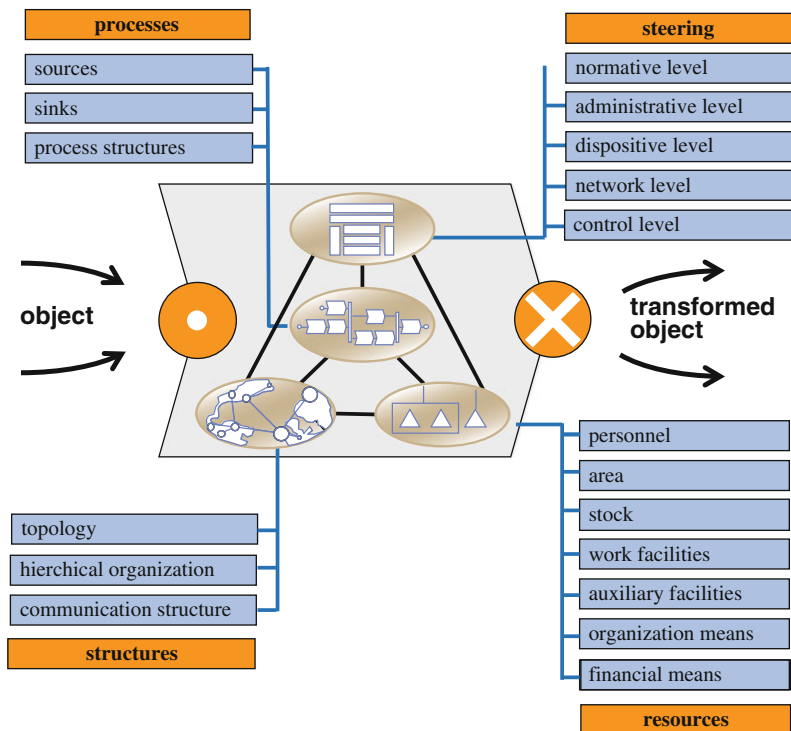 processes
sources
sinks
process structures
steering
normative level
administrative level
dispositive level
network level
control level
object
transformed
object
topology
hierchical organization
communication structure
structures
personnel
area
stock
work facilities
auxiliary facilities
organization means
financial means
resources